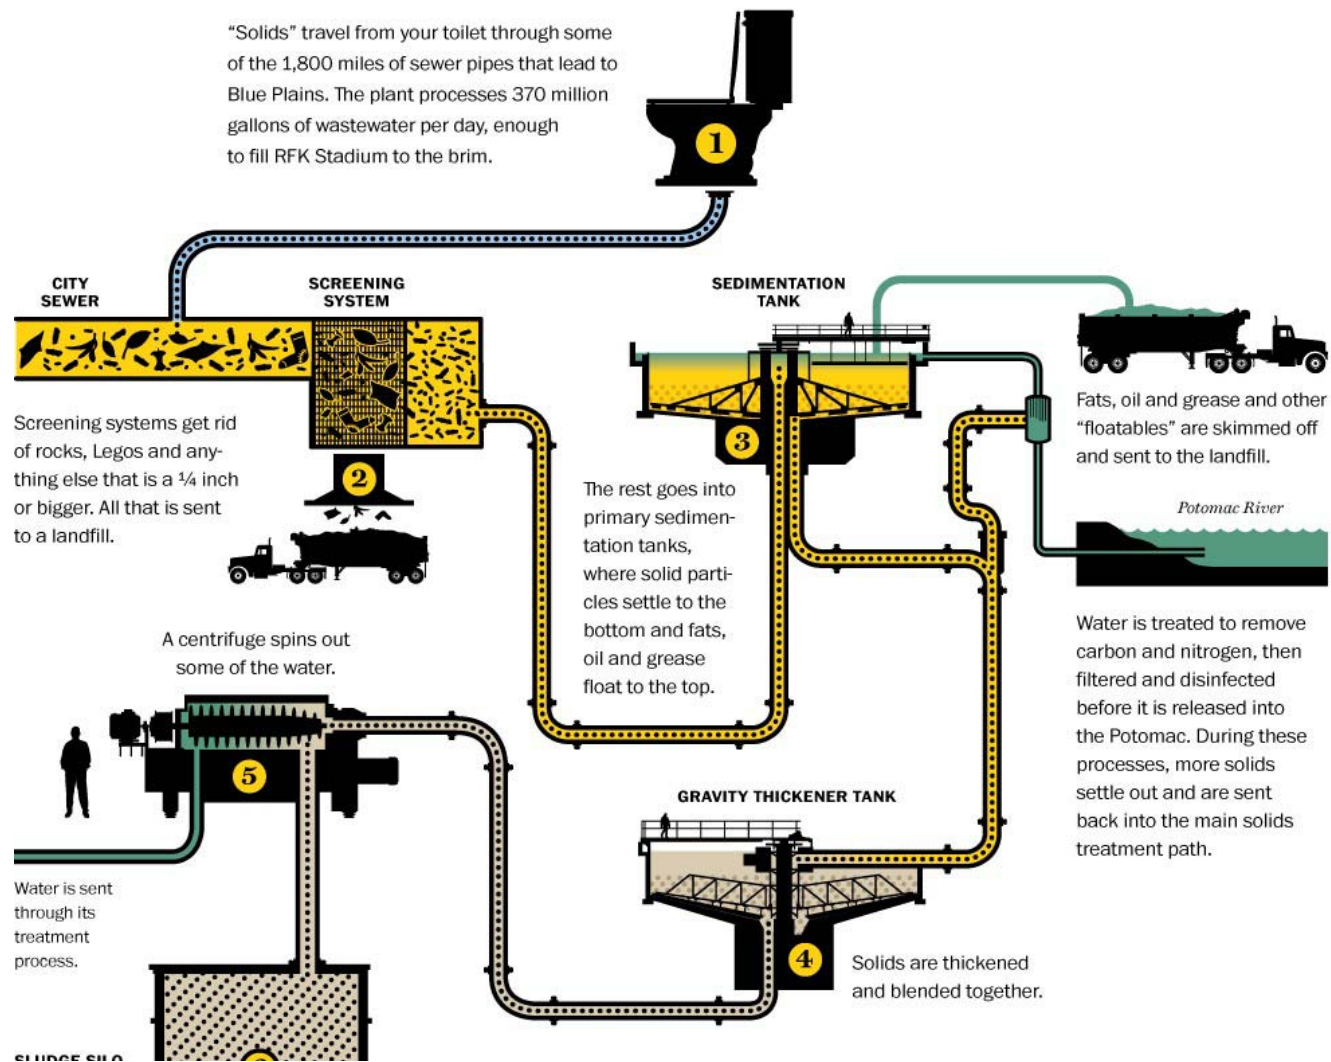 “Solids” travel from your toilet through some
of the 1,800 miles of sewer pipes that lead to
Blue Plains. The plant processes 370 million
gallons of wastewater per day, enough
to fill RFK Stadium to the brim.
1
CITY
SEWER
SCREENING
SYSTEM
SEDIMENTATION
TANK
Screening systems get rid
of rocks, Legos and any-
thing else that is a ¼ inch
or bigger. All that is sent
to a landfill.
2
3
The rest goes into
primary sedimen-
tation tanks,
where solid parti-
cles settle to the
bottom and fats,
oil and grease
float to the top.
Fats, oil and grease and other
“floatables” are skimmed off
and sent to the landfill.
Potomac River
Water is treated to remove
carbon and nitrogen, then
filtered and disinfected
before it is released into
the Potomac. During these
processes, more solids
settle out and are sent
back into the main solids
treatment path.
A centrifuge spins out
some of the water.
5
GRAVITY THICKENER TANK
4
Solids are thickened
and blended together.
Water is sent
through its
treatment
process.
SLUDGE SILO